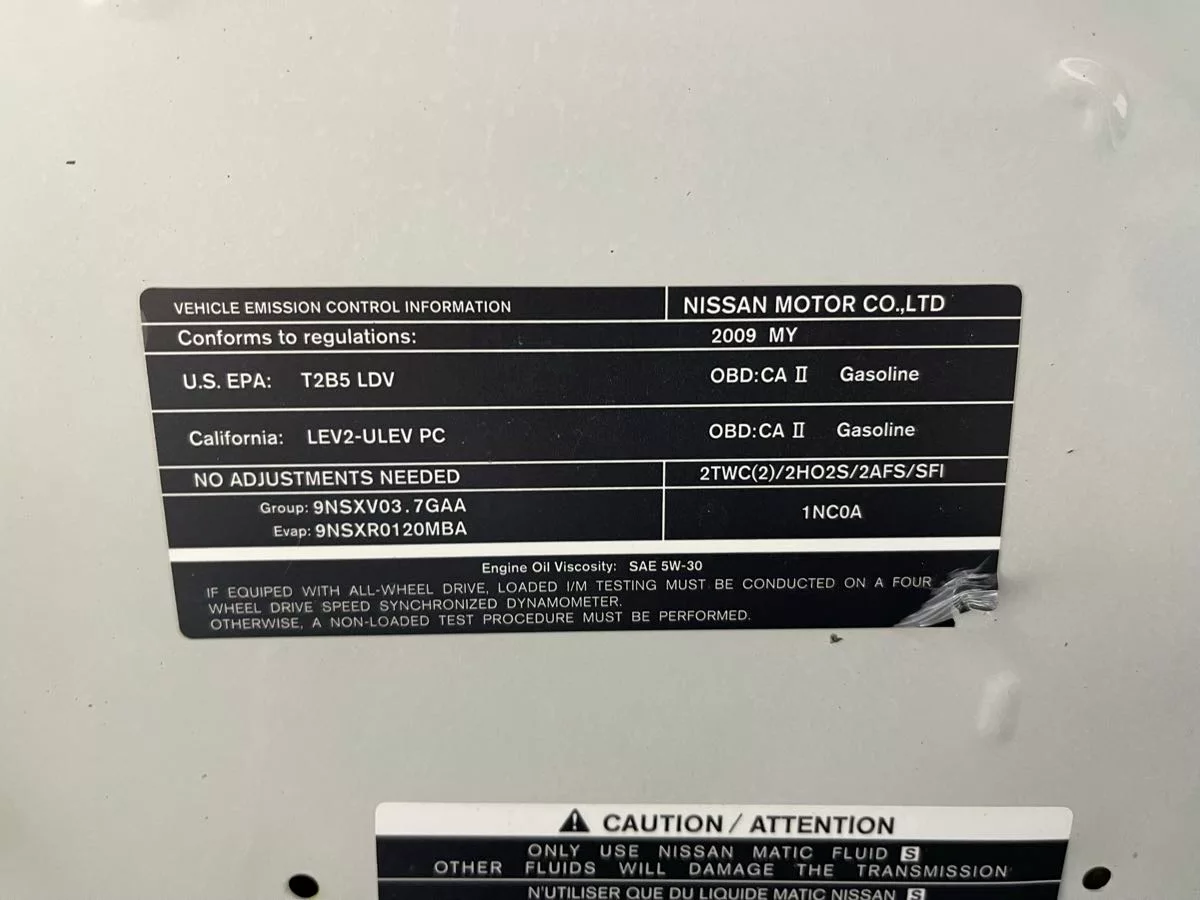 VEHICLE EMISSION CONTROL INFORMATION NISSAN MOTOR CO.,LTD
Conforms to regulations: 2009 MY
U.S. EPA: T2B5 LDV OBD:CA II Gasoline
California: LEV2-ULEV PC OBD:CA II Gasoline
NO ADJUSTMENTS NEEDED 2TWC(2)/2HO2S/2AFS/SFI
Group: 9NSXV03.7GAA
Evap: 9NSXR0120MBA
1NC0A
Engine Oil Viscosity: SAE 5W-30
IF EQUIPED WITH ALL-WHEEL DRIVE, LOADED I/M TESTING MUST BE CONDUCTED ON A FOUR
WHEEL DRIVE SPEED SYNCHRONIZED DYNAMOMETER.
OTHERWISE, A NON-LOADED TEST PROCEDURE MUST BE PERFORMED.
CAUTION / ATTENTION
ONLY USE NISSAN MATIC FLUID S
OTHER FLUIDS WILL DAMAGE THE TRANSMISSION
N'UTILISER QUE DU LIQUIDE MATIC NISSAN S